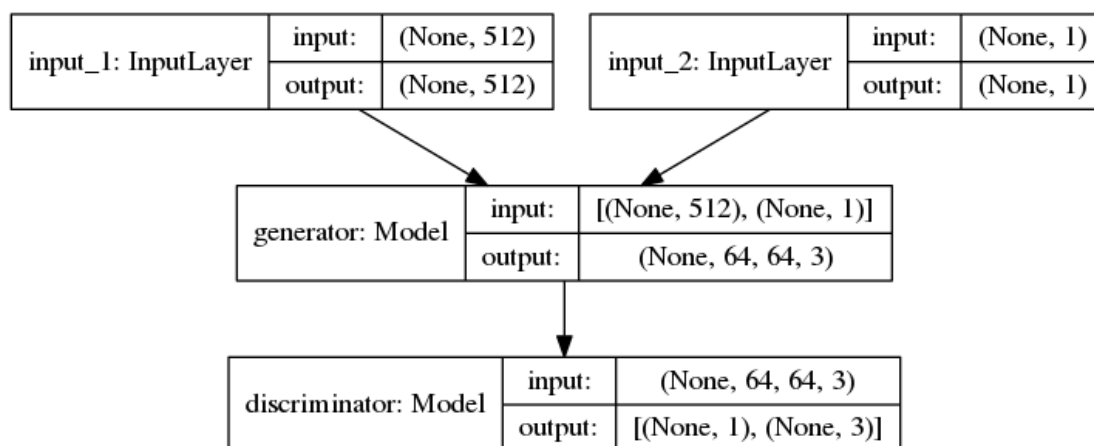 input_1: InputLayer
input:
(None, 512)
output:
(None, 512)
input_2: InputLayer
input:
(None, 1)
output:
(None, 1)
generator: Model
input:
[(None, 512), (None, 1)]
output:
(None, 64, 64, 3)
discriminator: Model
input:
(None, 64, 64, 3)
output:
[(None, 1), (None, 3)]